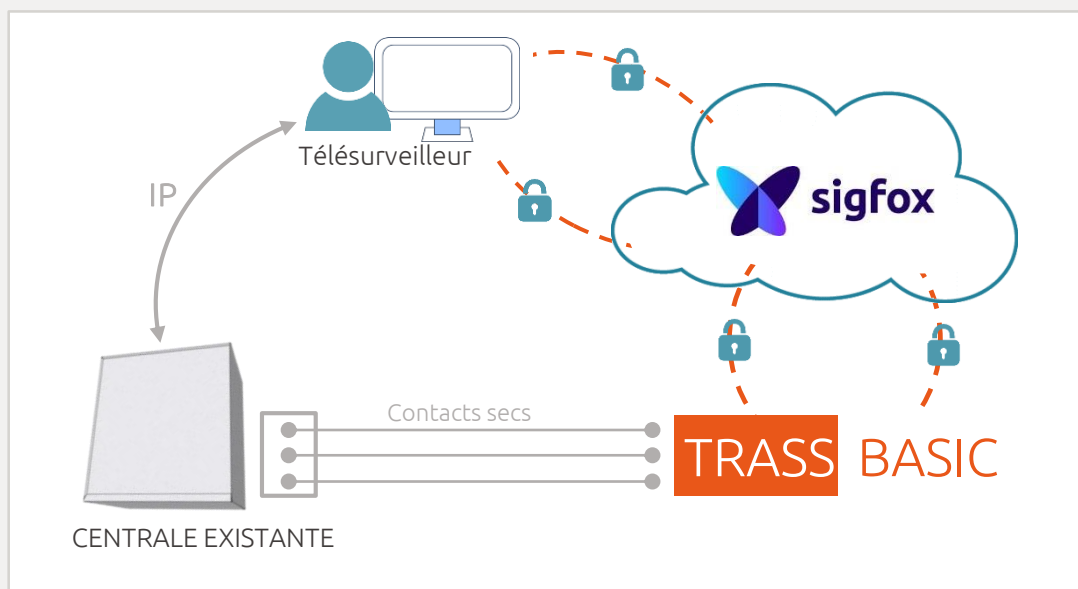 Télésurveilleur
IP
sigfox
Contacts secs
TRASS BASIC
CENTRALE EXISTANTE